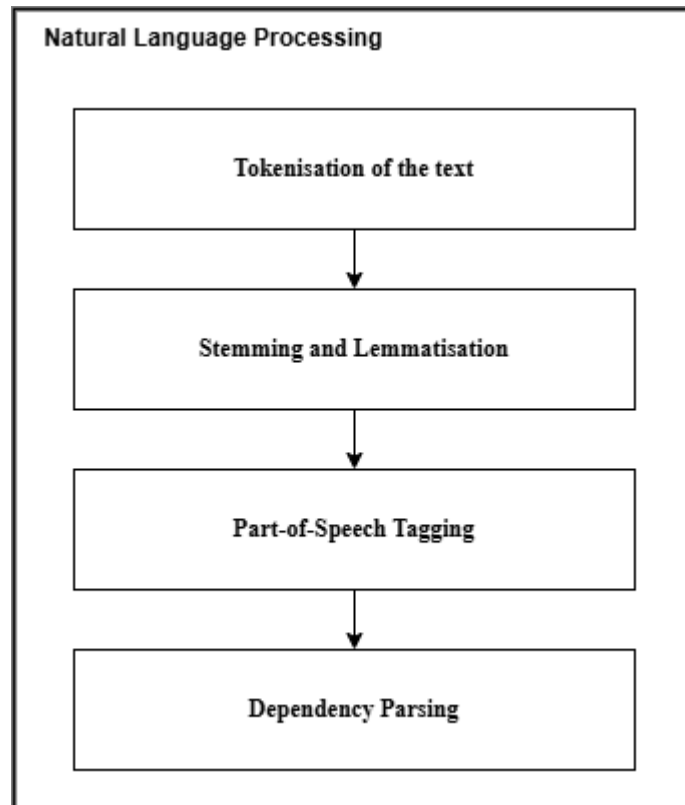 Natural Language Processing
Tokenisation of the text
Stemming and Lemmatisation
Part-of-Speech Tagging
Dependency Parsing